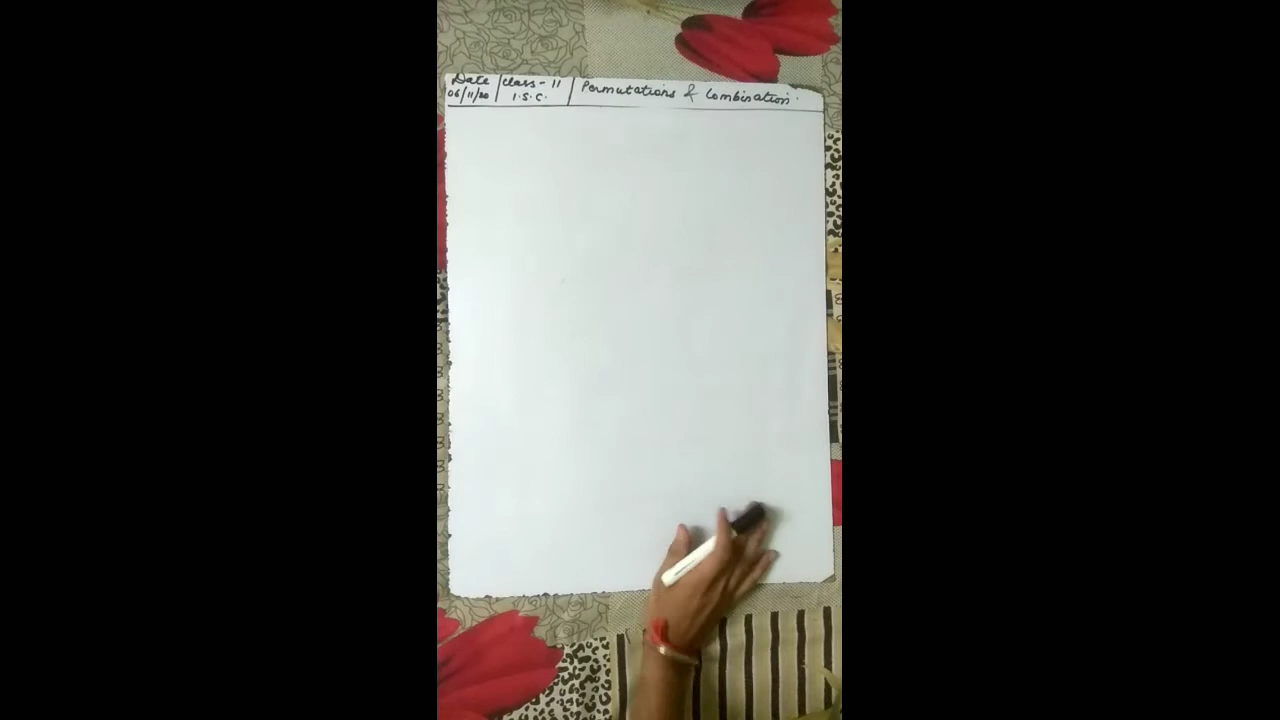 Date | Class - 11 | Permutations & Combination.
06/11/20 | I.S.C.